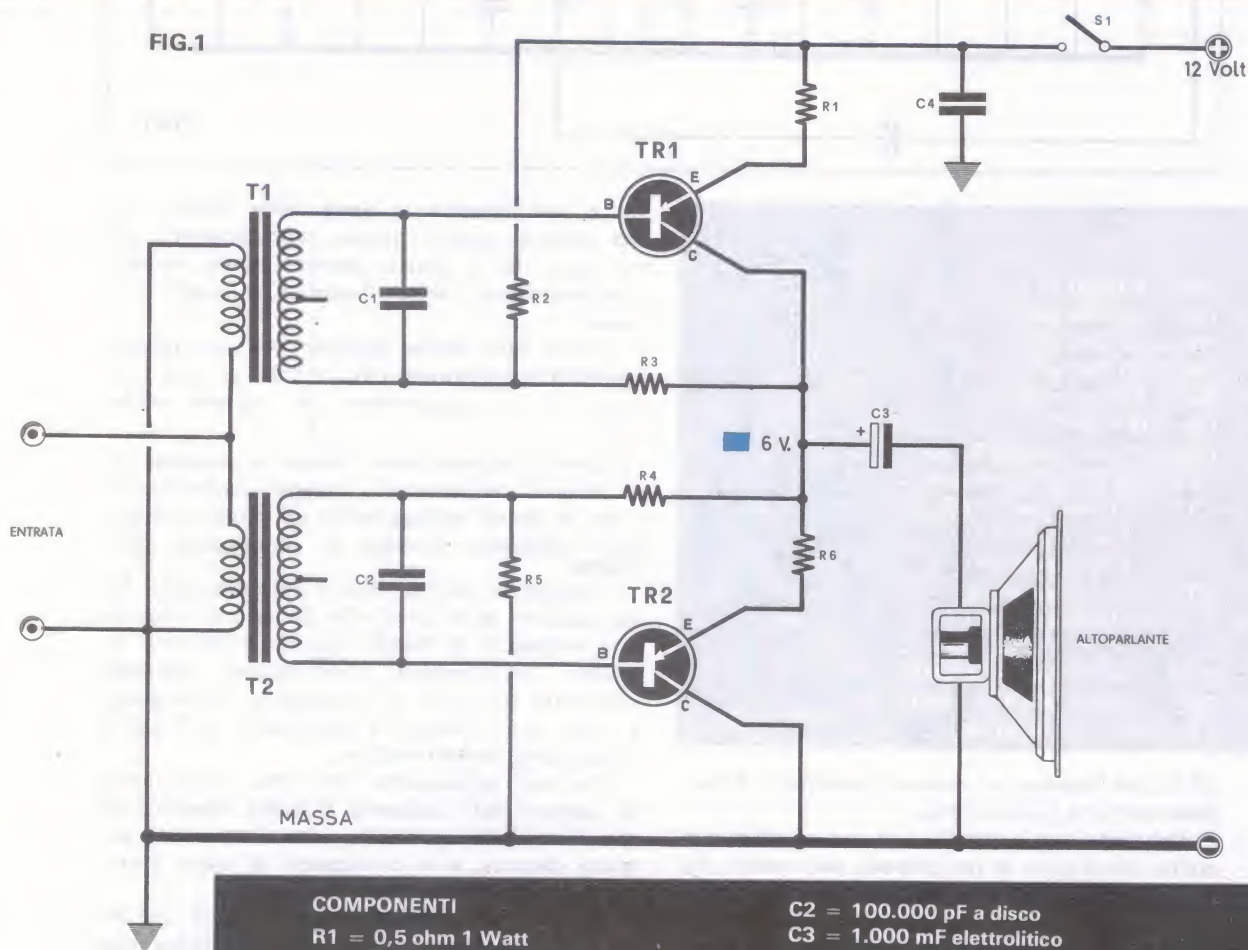 FIG.1
S1
12 Volt
R1
C4
TR1
E
B
C
T1
C1
R2
R3
C3
+
6 V.
R4
ENTRATA
C2
R5
R6
TR2
E
B
C
T2
ALTOPARLANTE
MASSA
COMPONENTI
R1 = 0,5 ohm 1 Watt
C2 = 100.000 pF a disco
C3 = 1.000 mF elettrolitico